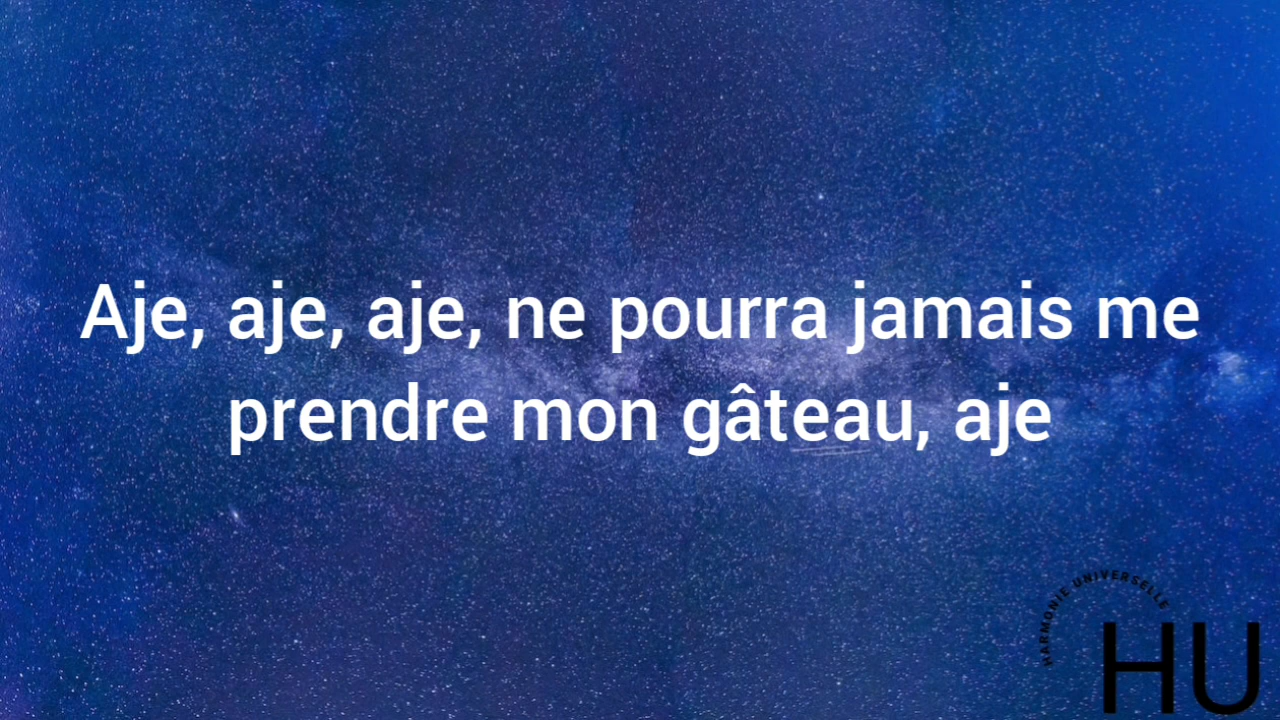 Aje, aje, aje, ne pourra jamais me
prendre mon gâteau, aje
HARMONIE UNIVERSELLE
HU